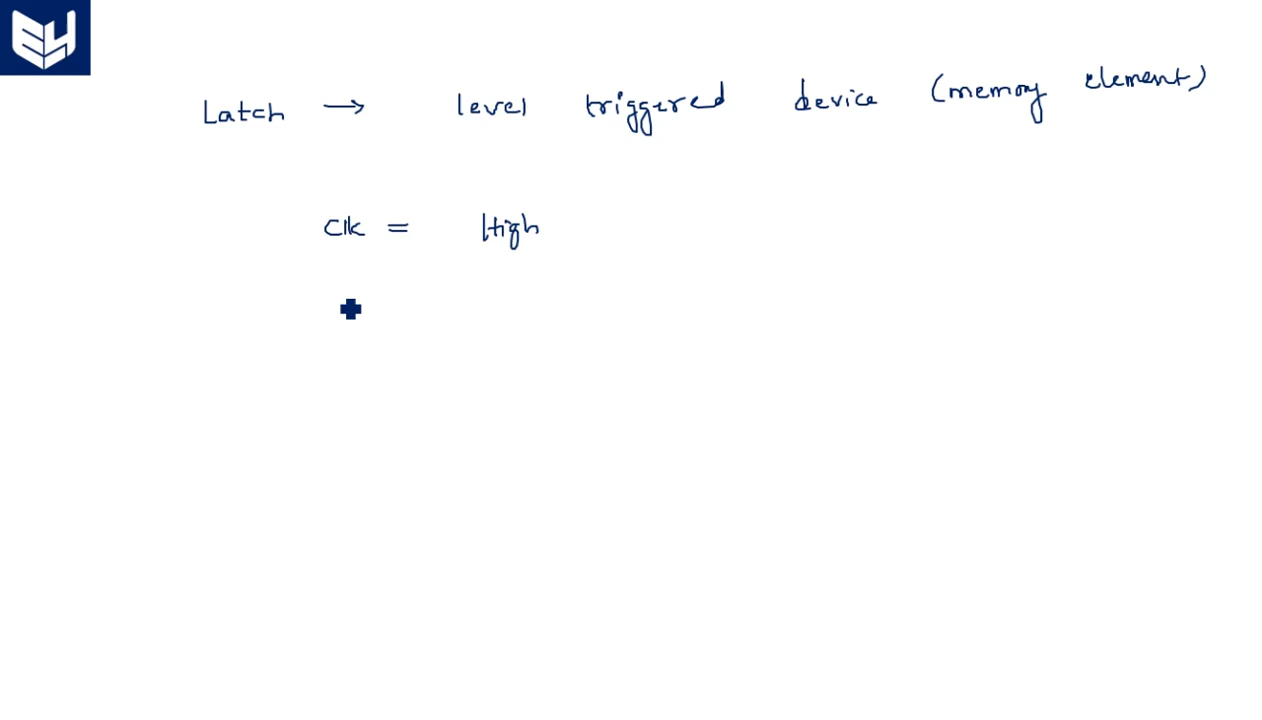 Latch → level triggered device (memory element)
Clk = High